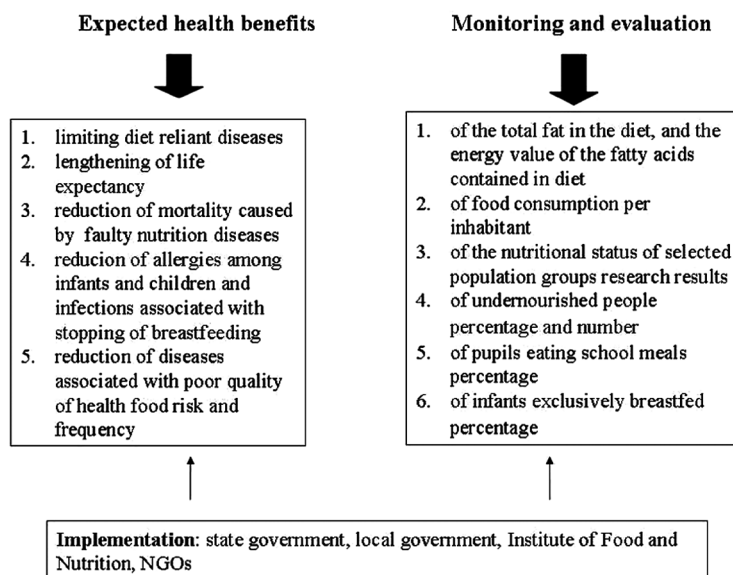 Expected health benefits
1. limiting diet reliant diseases
2. lengthening of life
expectancy
3. reduction of mortality caused
by faulty nutrition diseases
4. reducion of allergies among
infants and children and
infections associated with
stopping of breastfeeding
5. reduction of diseases
associated with poor quality
of health food risk and
frequency
Monitoring and evaluation
1. of the total fat in the diet, and the
energy value of the fatty acids
contained in diet
2. of food consumption per
inhabitant
3. of the nutritional status of selected
population groups research results
4. of undernourished people
percentage and number
5. of pupils eating school meals
percentage
6. of infants exclusively breastfed
percentage
Implementation: state government, local government, Institute of Food and
Nutrition, NGOs